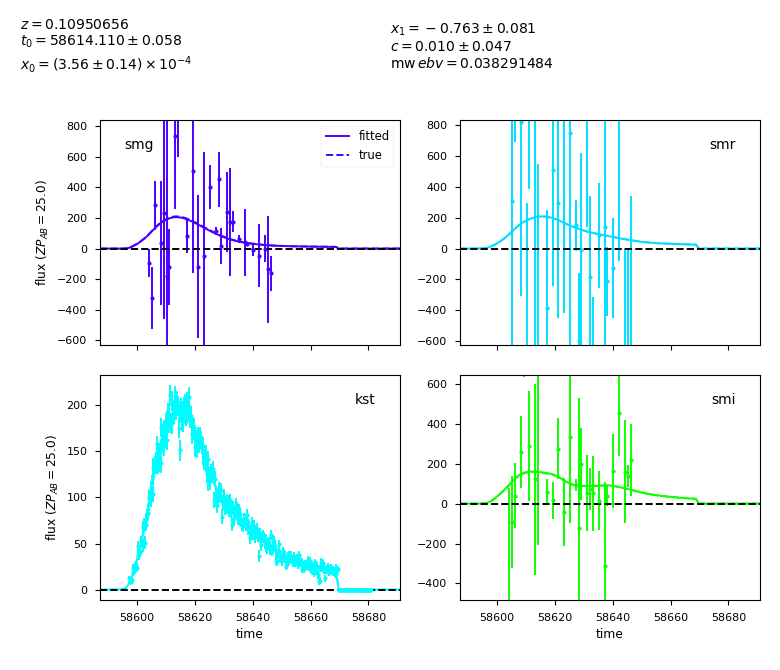 z = 0.10950656
t₀ = 58614.110 ± 0.058
x₀ = (3.56 ± 0.14) × 10⁻⁴
x₁ = −0.763 ± 0.081
c = 0.010 ± 0.047
mw ebv = 0.038291484
smg
fitted
true
800
600
400
200
0
−200
−400
−600
flux (ZP_AB = 25.0)
smr
800
600
400
200
0
−200
−400
−600
kst
200
150
100
50
0
flux (ZP_AB = 25.0)
58600 58620 58640 58660 58680
time
smi
600
400
200
0
−200
−400
58600 58620 58640 58660 58680
time